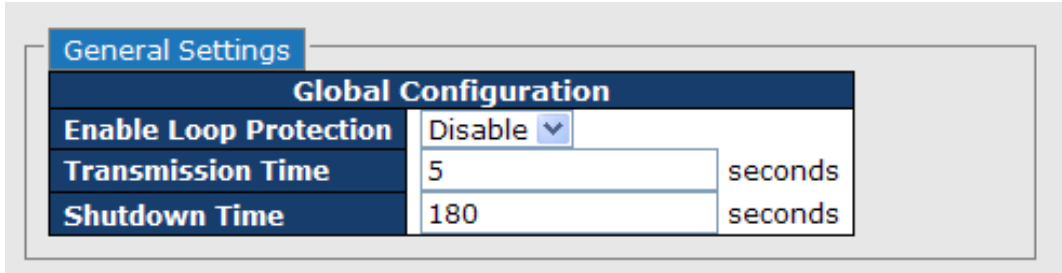 General Settings
Global Configuration
Enable Loop Protection Disable
Transmission Time 5 seconds
Shutdown Time 180 seconds